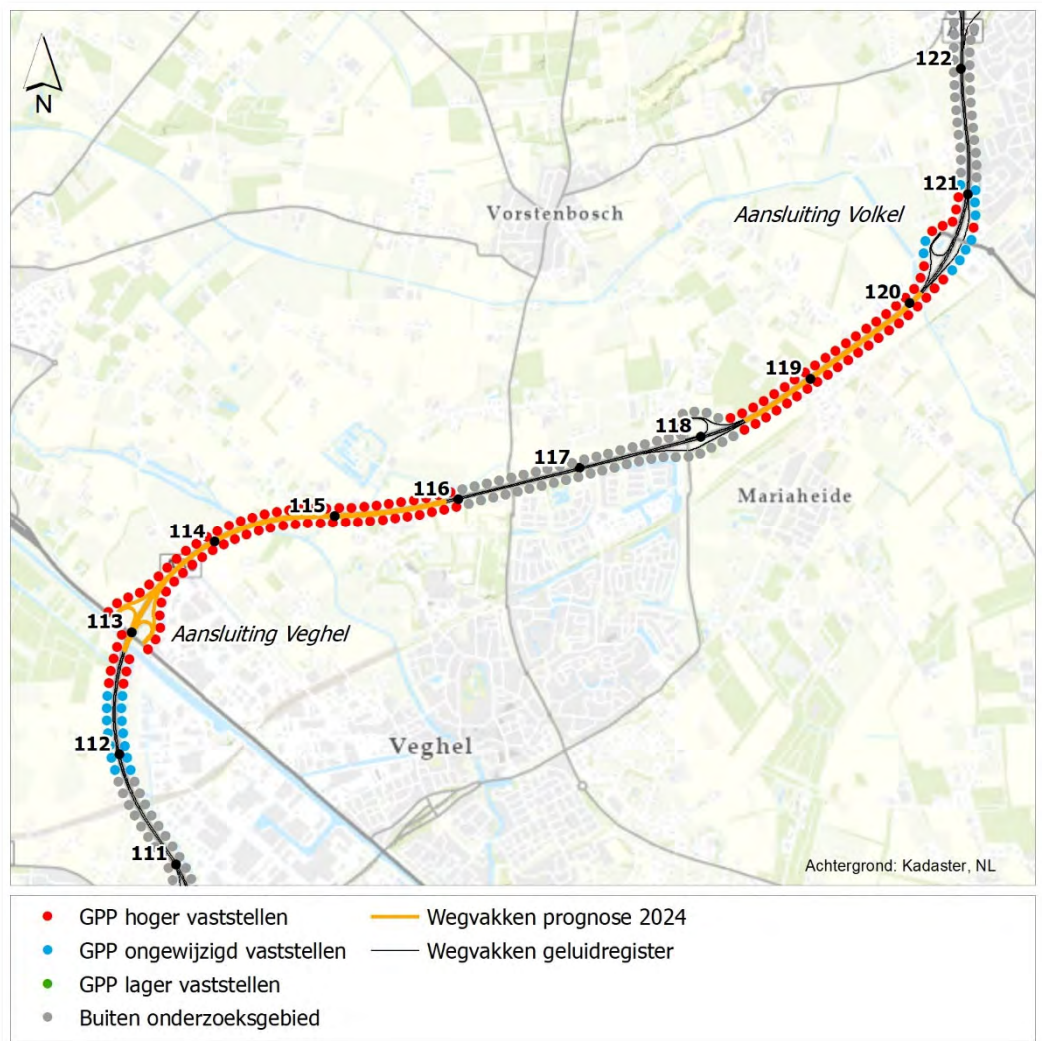 122
121
Vorstenbosch
Aansluiting Volkel
120
119
118
117
116
Mariaheide
115
114
113
Aansluiting Veghel
112
Veghel
111
N
Achtergrond: Kadaster, NL
GPP hoger vaststellen
Wegvakken prognose 2024
GPP ongewijzigd vaststellen
Wegvakken geluidregister
GPP lager vaststellen
Buiten onderzoeksgebied